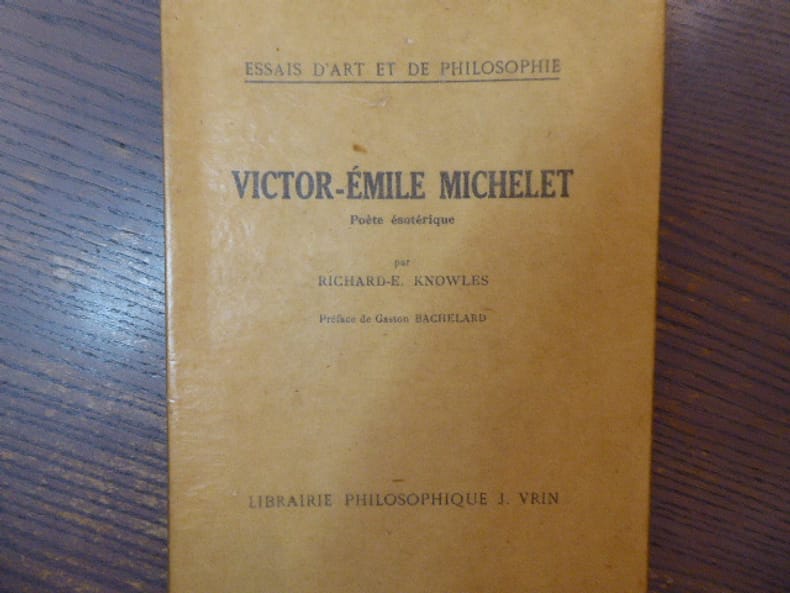 ESSAIS D'ART ET DE PHILOSOPHIE
VICTOR-ÉMILE MICHELET
Poète ésotérique
par
RICHARD-E. KNOWLES
Préface de Gaston BACHELARD
LIBRAIRIE PHILOSOPHIQUE J. VRIN